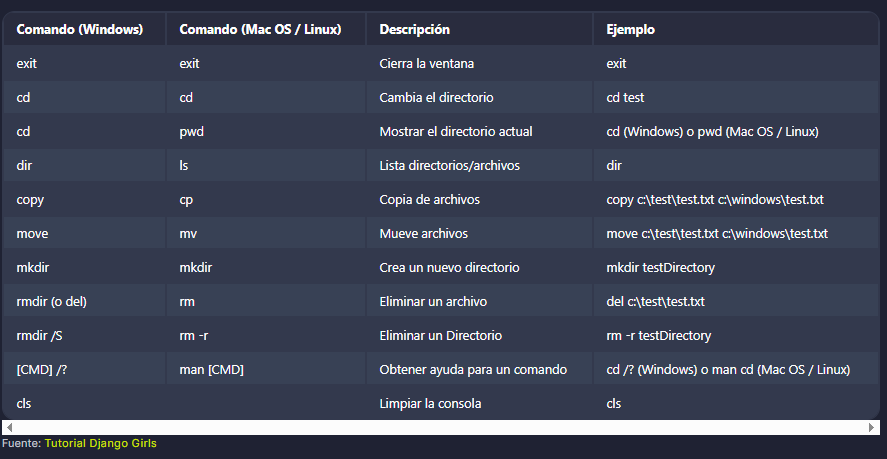 Comando (Windows) Comando (Mac OS / Linux) Descripción Ejemplo
exit exit Cierra la ventana exit
cd cd Cambia el directorio cd test
cd pwd Mostrar el directorio actual cd (Windows) o pwd (Mac OS / Linux)
dir ls Lista directorios/archivos dir
copy cp Copia de archivos copy c:\test\test.txt c:\windows\test.txt
move mv Mueve archivos move c:\test\test.txt c:\windows\test.txt
mkdir mkdir Crea un nuevo directorio mkdir testDirectory
rmdir (o del) rm Eliminar un archivo del c:\test\test.txt
rmdir /S rm -r Eliminar un Directorio rm -r testDirectory
[CMD] /? man [CMD] Obtener ayuda para un comando cd /? (Windows) o man cd (Mac OS / Linux)
cls Limpiar la consola cls
Fuente: Tutorial Django Girls